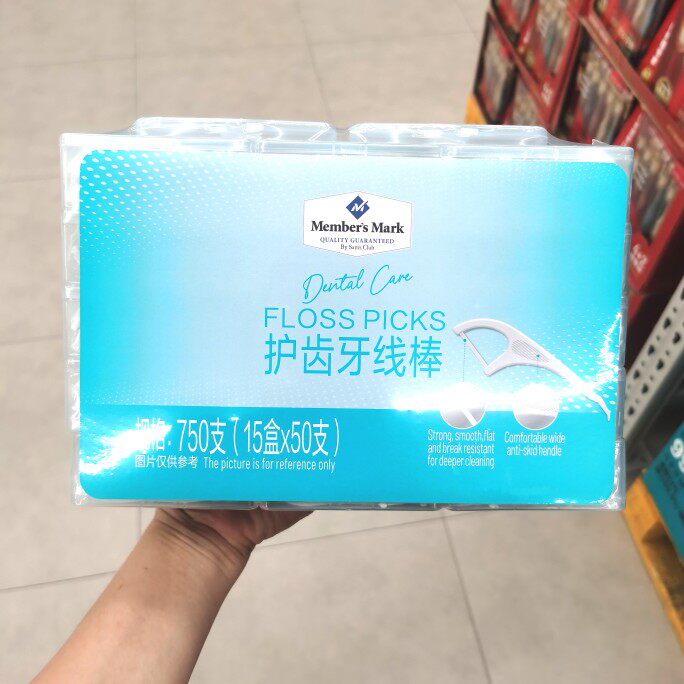 Member's Mark
QUALITY GUARANTEED
By Sam's Club
Dental Care
FLOSS PICKS
护齿牙线棒
规格：750支（15盒x50支）
图片仅供参考 The picture is for reference only
Strong, smooth, flat
and break resistant
for deeper cleaning
Comfortable wide
anti-skid handle